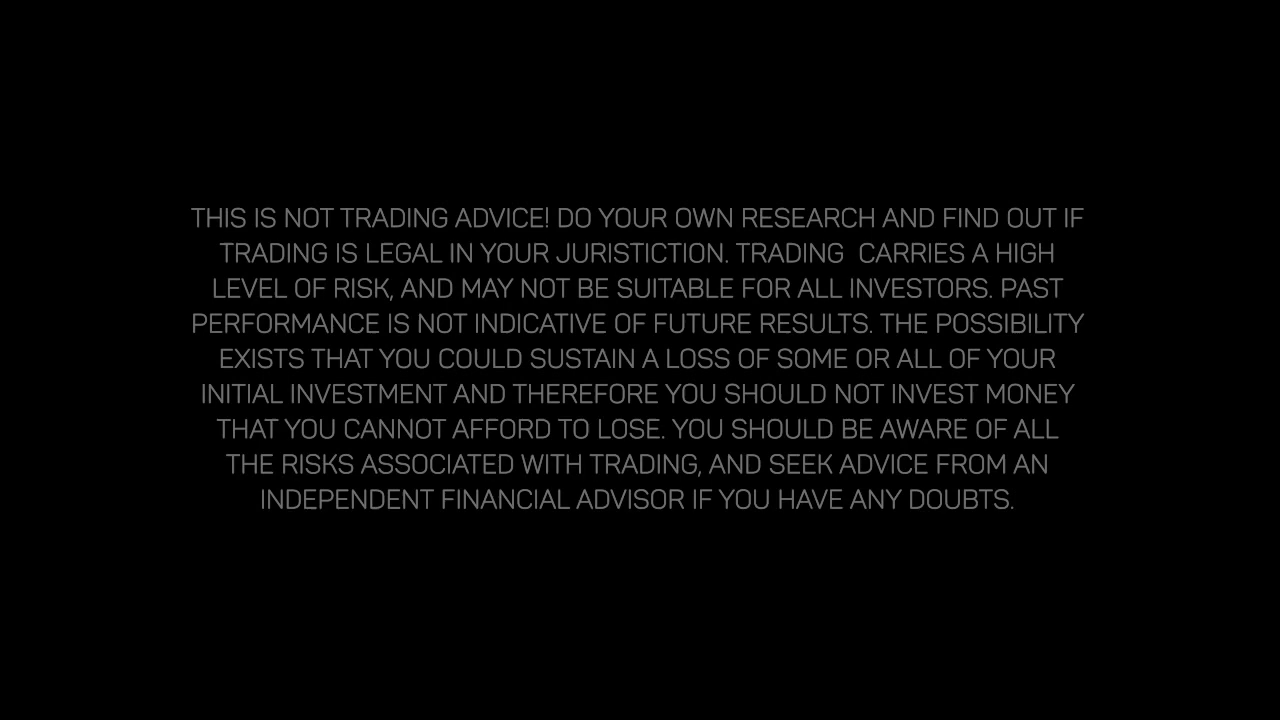 THIS IS NOT TRADING ADVICE! DO YOUR OWN RESEARCH AND FIND OUT IF
TRADING IS LEGAL IN YOUR JURISTICTION. TRADING  CARRIES A HIGH
LEVEL OF RISK, AND MAY NOT BE SUITABLE FOR ALL INVESTORS. PAST
PERFORMANCE IS NOT INDICATIVE OF FUTURE RESULTS. THE POSSIBILITY
EXISTS THAT YOU COULD SUSTAIN A LOSS OF SOME OR ALL OF YOUR
INITIAL INVESTMENT AND THEREFORE YOU SHOULD NOT INVEST MONEY
THAT YOU CANNOT AFFORD TO LOSE. YOU SHOULD BE AWARE OF ALL
THE RISKS ASSOCIATED WITH TRADING, AND SEEK ADVICE FROM AN
INDEPENDENT FINANCIAL ADVISOR IF YOU HAVE ANY DOUBTS.